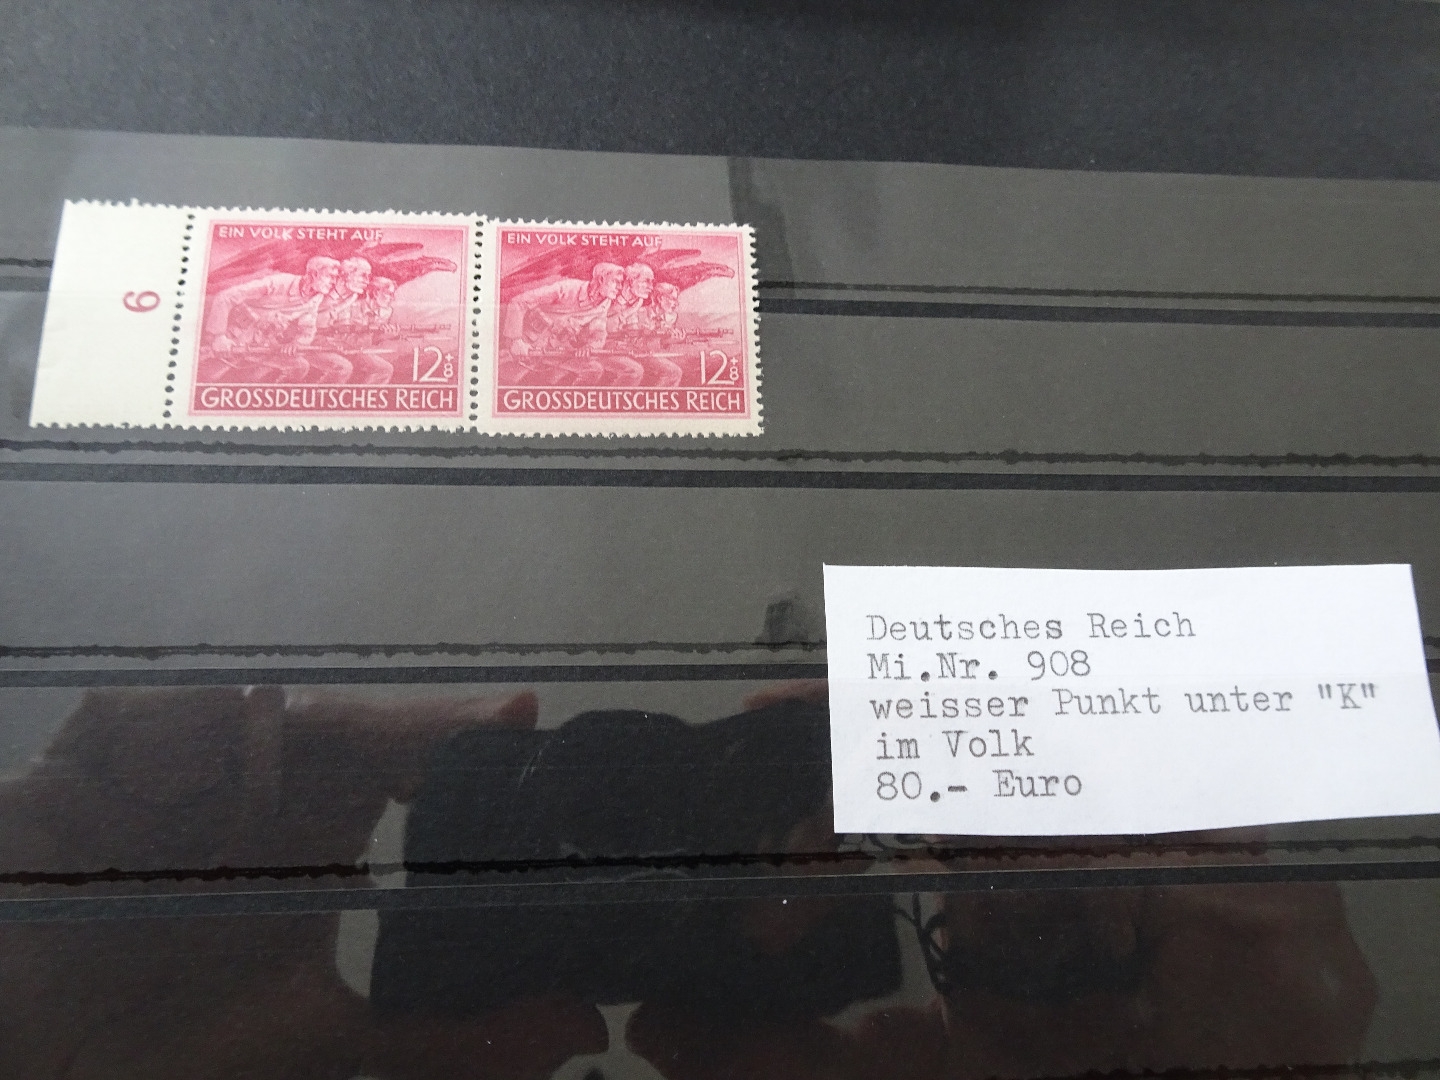 6
EIN VOLK STEHT AUF
12+8
GROSSDEUTSCHES REICH
EIN VOLK STEHT AUF
12+8
GROSSDEUTSCHES REICH
Deutsches Reich
Mi.Nr. 908
weisser Punkt unter "K"
im Volk
80.- Euro